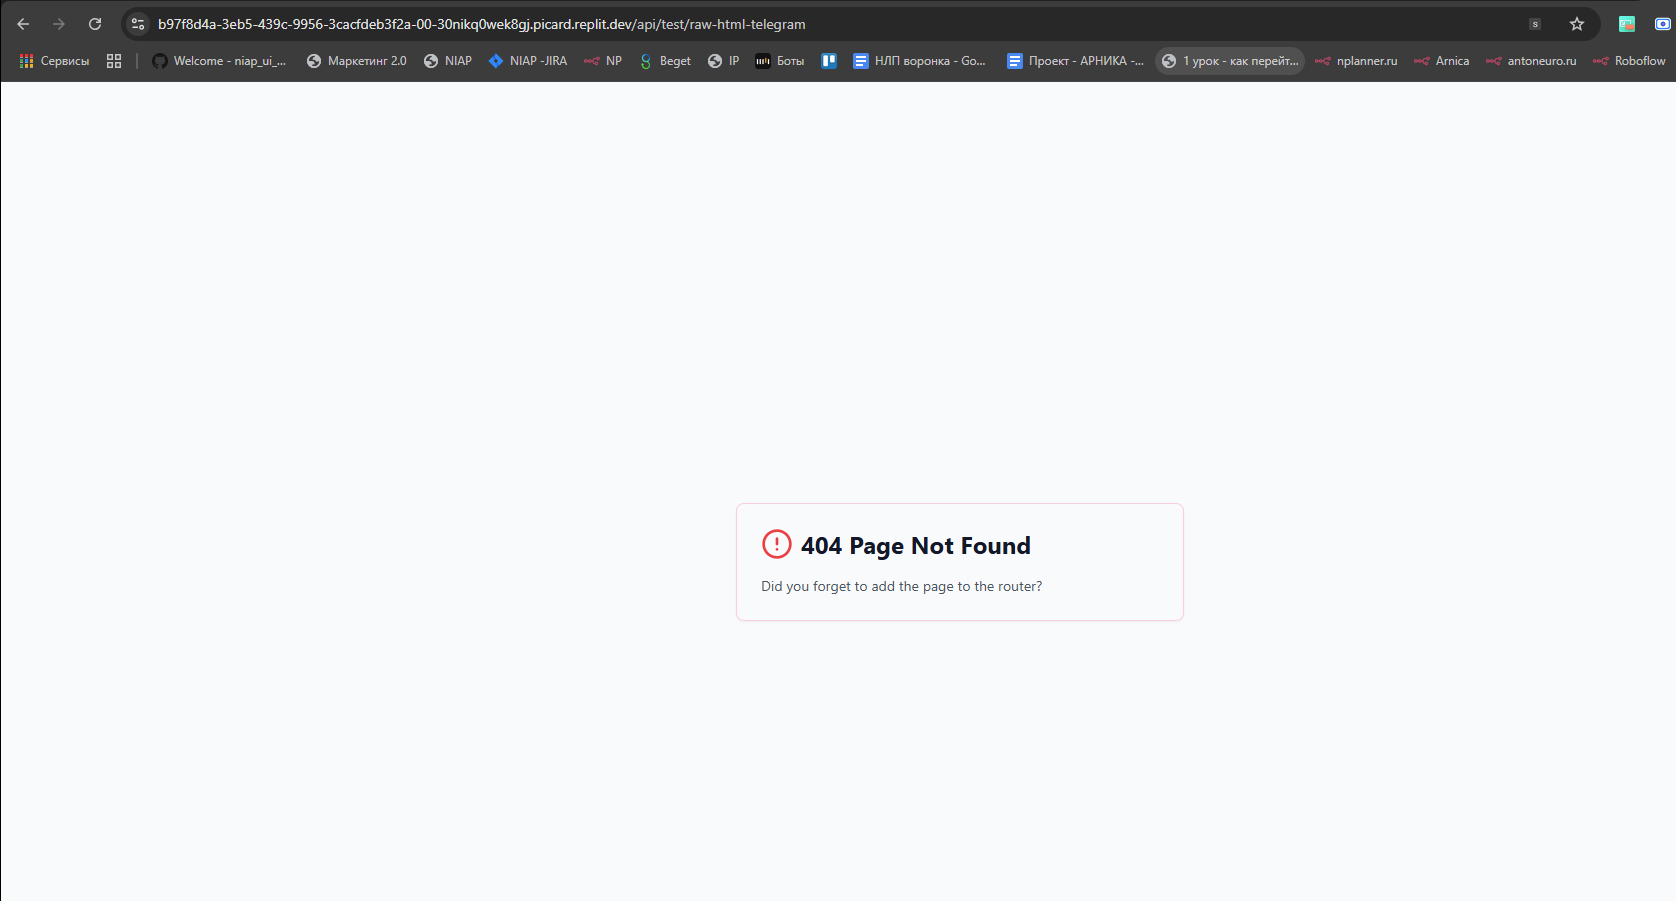 b97f8d4a-3eb5-439c-9956-3cacfdeb3f2a-00-30nikq0wek8gj.picard.replit.dev/api/test/raw-html-telegram
Сервисы Welcome - niap_ui_... Маркетинг 2.0 NIAP NIAP -JIRA NP Beget IP Боты НЛП воронка - Go... Проект - АРНИКА -... 1 урок - как перейт... nplanner.ru Arnica antoneuro.ru Roboflow
404 Page Not Found
Did you forget to add the page to the router?